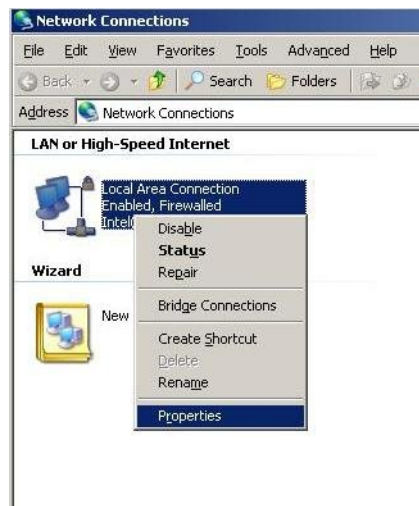 Network Connections
File Edit View Favorites Tools Advanced Help
Back Search Folders
Address Network Connections
LAN or High-Speed Internet
Local Area Connection
Enabled, Firewalled
Disable
Status
Repair
Wizard
Bridge Connections
New
Create Shortcut
Delete
Rename
Properties